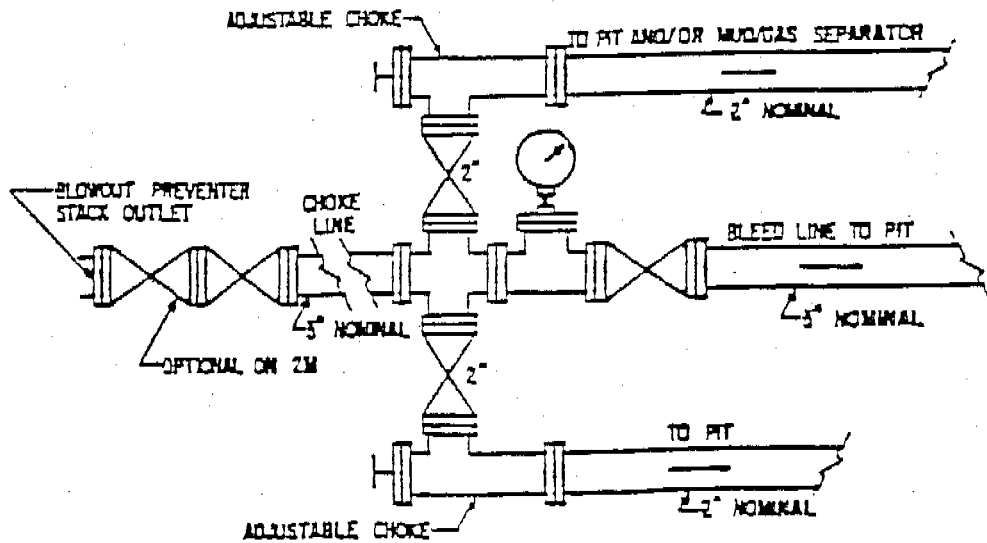 ADJUSTABLE CHOKE
TO PIT AND/OR MUD/GAS SEPARATOR
2" NOMINAL
2"
BLOWOUT PREVENTER
STACK OUTLET
CHOKE
LINE
BLEED LINE TO PIT
3" NOMINAL
3" NOMINAL
OPTIONAL ON 2M
2"
TO PIT
2" NOMINAL
ADJUSTABLE CHOKE